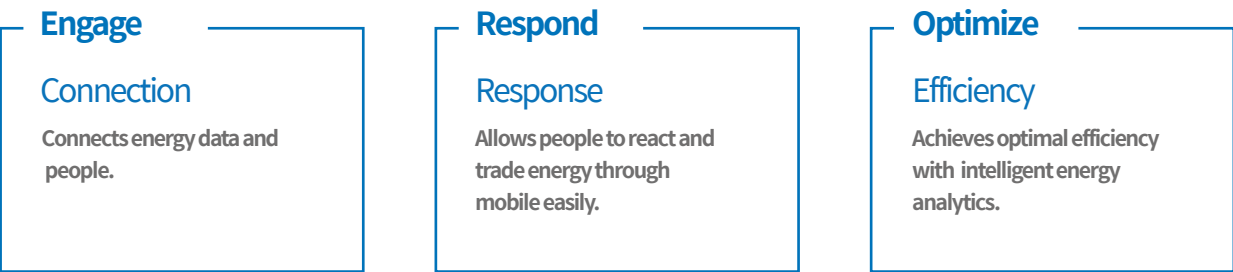 Engage
Connection
Connects energy data and
people.
Respond
Response
Allows people to react and
trade energy through
mobile easily.
Optimize
Efficiency
Achieves optimal efficiency
with intelligent energy
analytics.